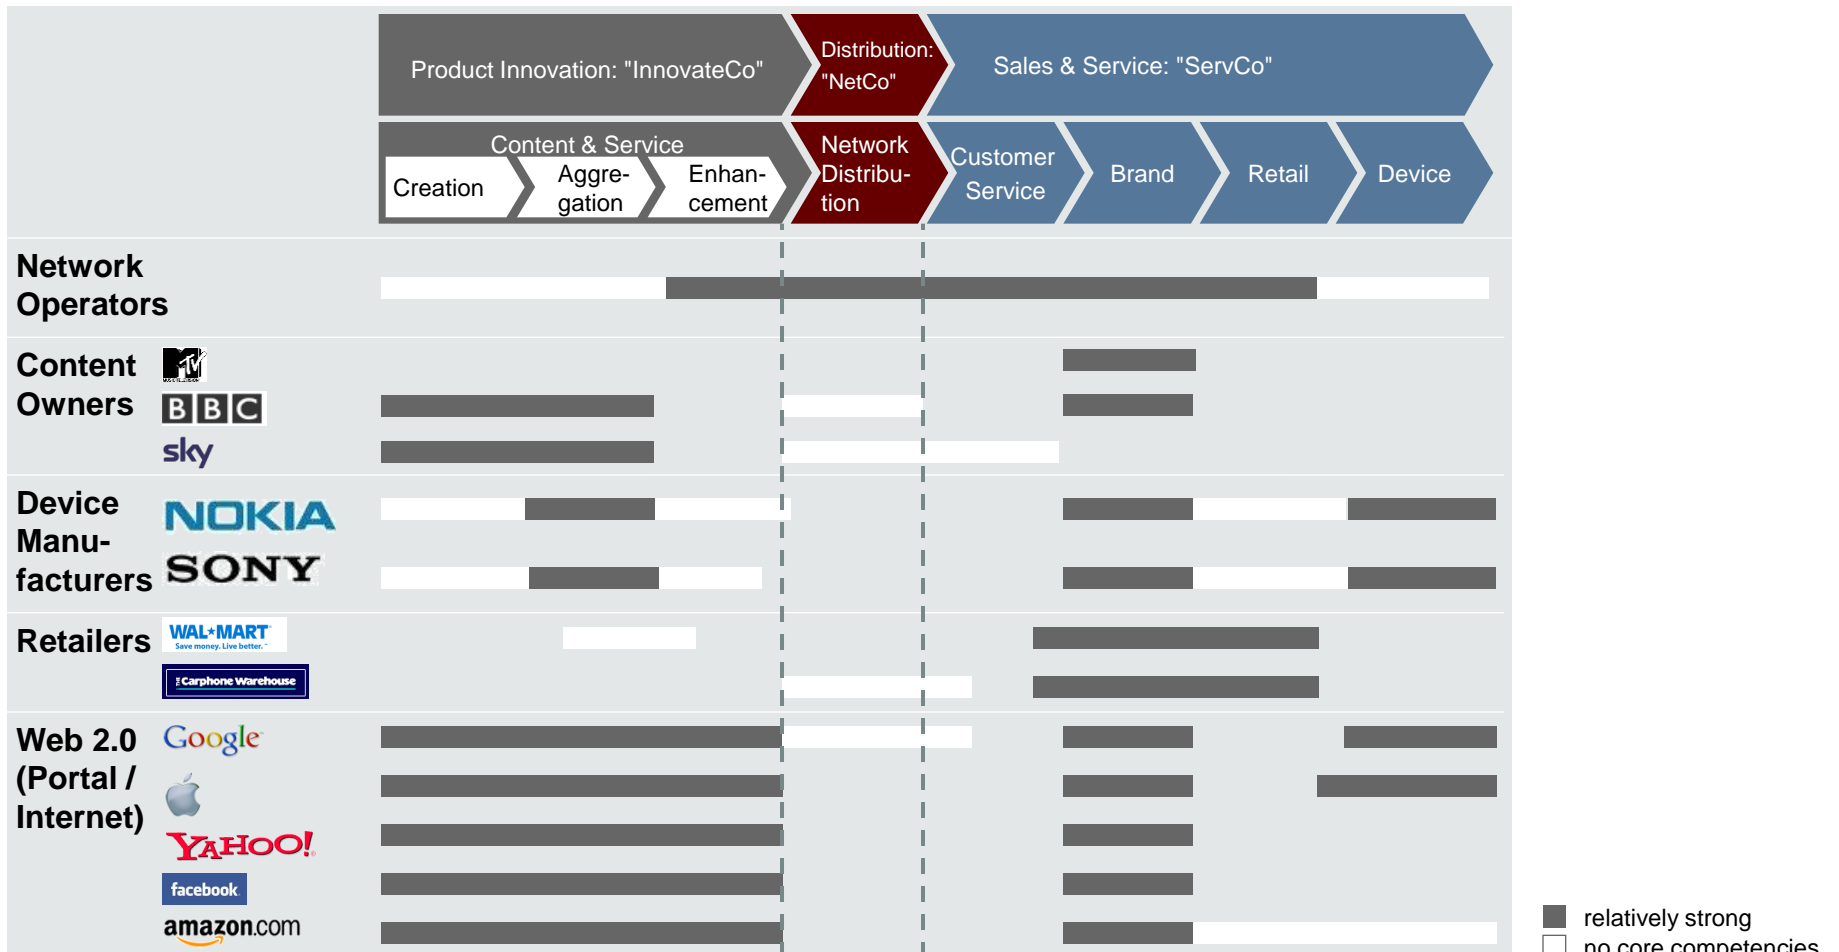 Product Innovation: "InnovateCo"
Distribution:
"NetCo"
Sales & Service: "ServCo"
Content & Service
Creation
Aggre-
gation
Enhan-
cement
Network
Distribu-
tion
Customer
Service
Brand
Retail
Device
Network
Operators
Content
Owners
BBC
sky
Device
Manu-
facturers
NOKIA
SONY
Retailers
WAL★MART
Save money. Live better.
THE Carphone Warehouse
Web 2.0
(Portal /
Internet)
Google
YAHOO!
facebook
amazon.com
relatively strong
no core competencies